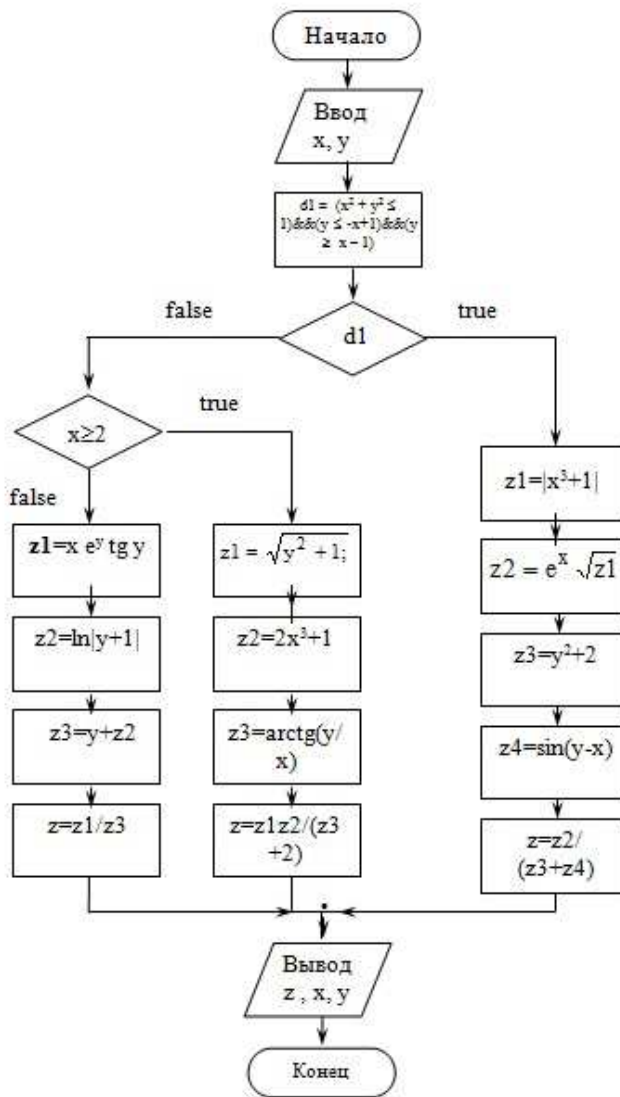 Начало
Ввод
x, y
d1 = (x² + y² ≤
1)&&(y ≤ -x+1)&&(y
≥ x – 1)
false
true
d1
true
x≥2
false
z1=x eʸ tg y
z1 = √y² + 1;
z1=|x³+1|
z2 = eˣ √z1
z2=ln|y+1|
z2=2x³+1
z3=y²+2
z3=y+z2
z3=arctg(y/
x)
z4=sin(y-x)
z=z1/z3
z=z1z2/(z3
+2)
z=z2/
(z3+z4)
Вывод
z , x, y
Конец